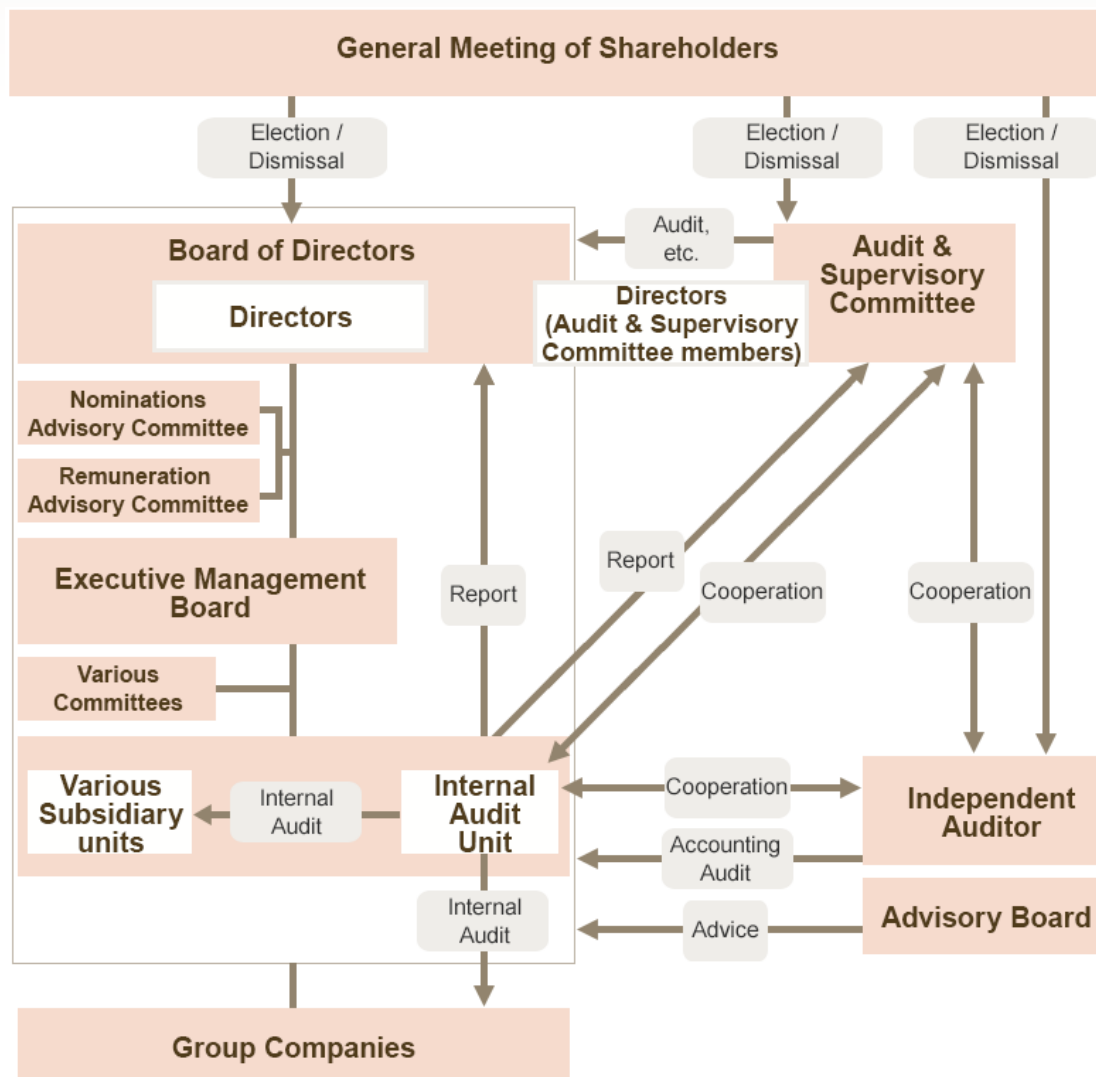 General Meeting of Shareholders
Election /
Dismissal
Election /
Dismissal
Election /
Dismissal
Board of Directors
Directors
Audit,
etc.
Directors
(Audit & Supervisory
Committee members)
Audit &
Supervisory
Committee
Nominations
Advisory Committee
Remuneration
Advisory Committee
Executive Management
Board
Report
Report
Cooperation
Cooperation
Various
Committees
Various
Subsidiary
units
Internal
Audit
Internal
Audit
Unit
Cooperation
Independent
Auditor
Accounting
Audit
Internal
Audit
Advice
Advisory Board
Group Companies